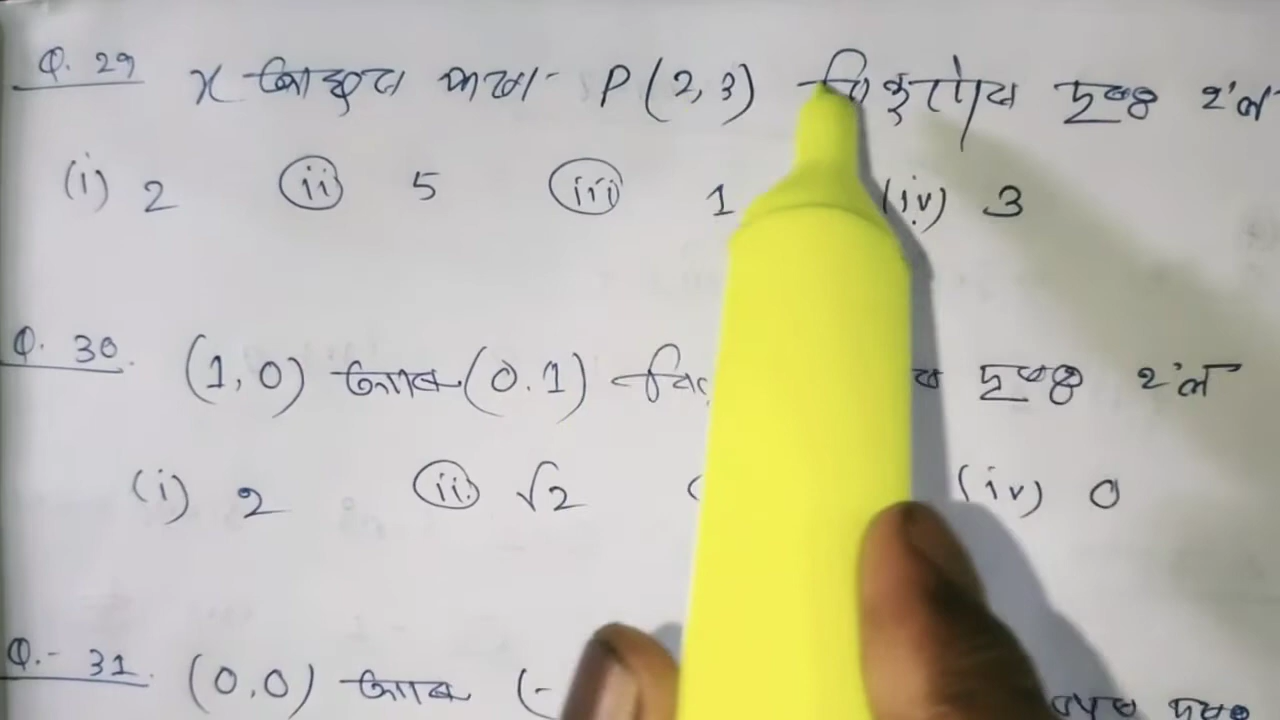 Q. 29 x অক্ষৰ পৰা P(2,3) বিন্দুটোৰ দূৰত্ব হ'ল
(i) 2 (ii) 5 (iii) 1 (iv) 3
Q. 30. (1,0) আৰু (0.1) দূৰত্ব হ'ল
(i) 2 (ii) √2 (iv) 0
Q.- 31. (0,0) আৰু (-